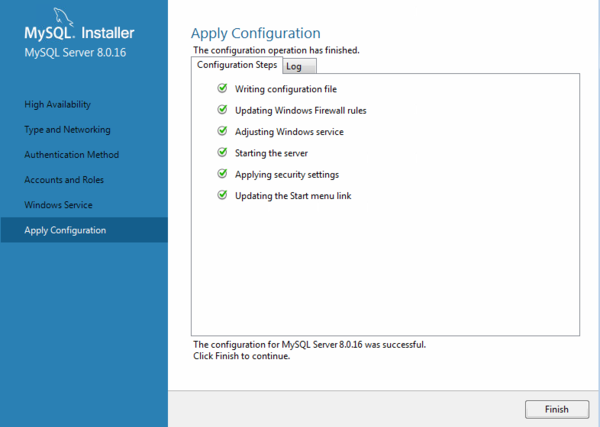 MySQL. Installer
MySQL Server 8.0.16
High Availability
Type and Networking
Authentication Method
Accounts and Roles
Windows Service
Apply Configuration
Apply Configuration
The configuration operation has finished.
Configuration Steps
Log
Writing configuration file
Updating Windows Firewall rules
Adjusting Windows service
Starting the server
Applying security settings
Updating the Start menu link
The configuration for MySQL Server 8.0.16 was successful.
Click Finish to continue.
Finish